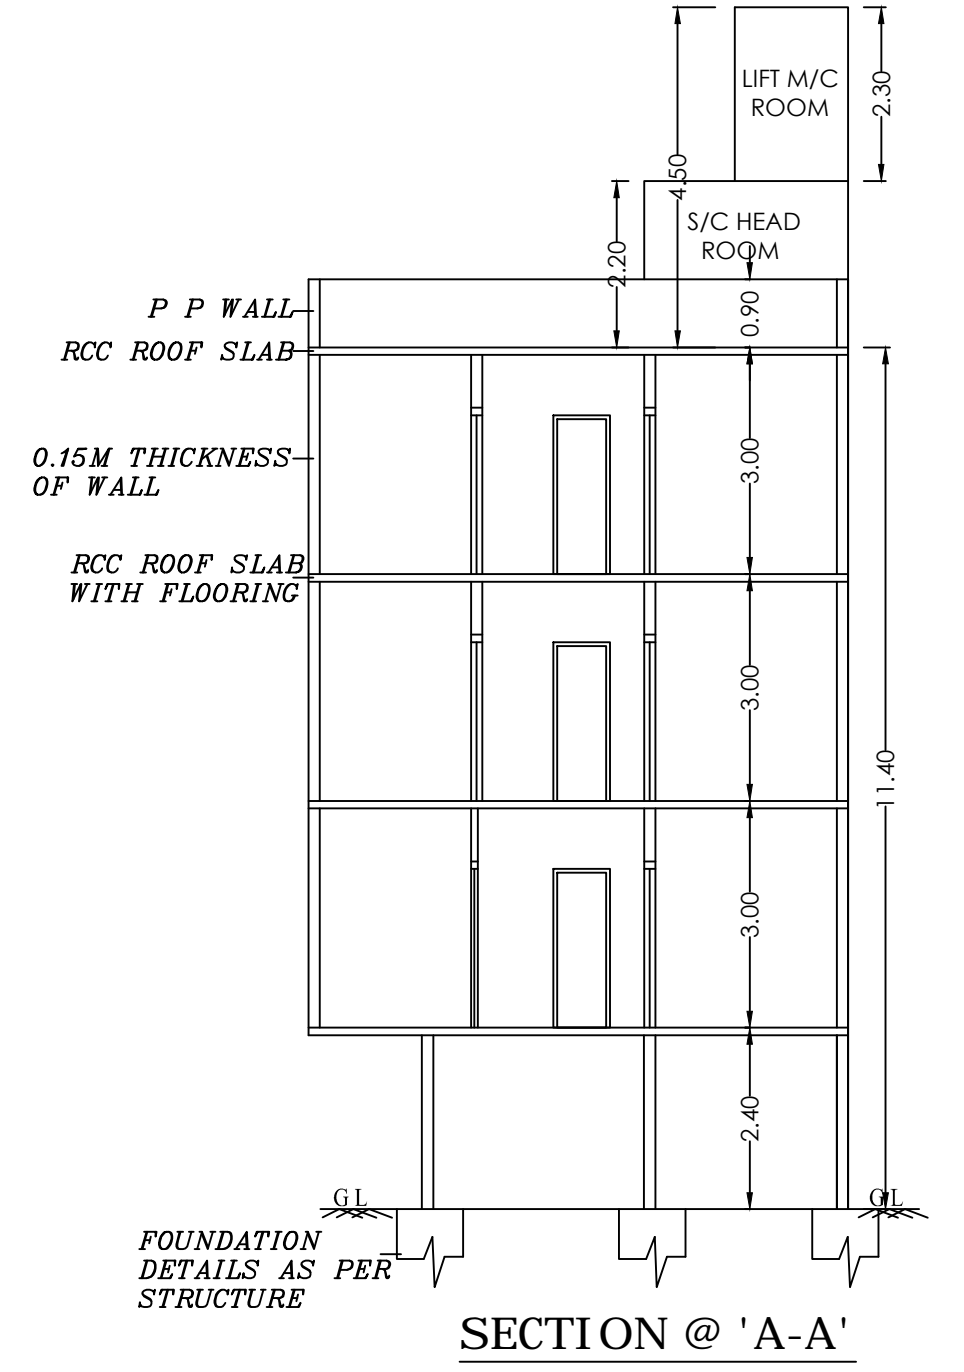 LIFT M/C
ROOM
2.30
4.50
S/C HEAD
ROOM
2.20
0.90
P P WALL
RCC ROOF SLAB
0.15M THICKNESS
OF WALL
3.00
RCC ROOF SLAB
WITH FLOORING
3.00
11.40
3.00
2.40
GL
GL
FOUNDATION
DETAILS AS PER
STRUCTURE
SECTION @ 'A-A'